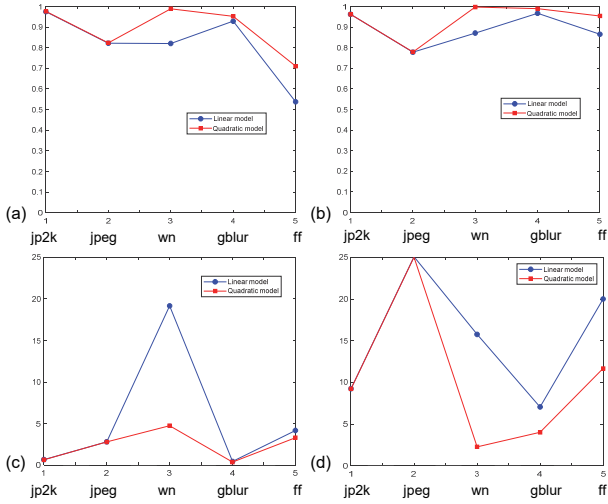 1
0.9
0.8
0.7
0.6
0.5
0.4
0.3
0.2
0.1
0
Linear model
Quadratic model
1 2 3 4 5
(a)
jp2k jpeg wn gblur ff
1
0.9
0.8
0.7
0.6
0.5
0.4
0.3
0.2
0.1
0
Linear model
Quadratic model
1 2 3 4 5
(b)
jp2k jpeg wn gblur ff
25
20
15
10
5
0
Linear model
Quadratic model
1 2 3 4 5
(c)
jp2k jpeg wn gblur ff
25
20
15
10
5
0
Linear model
Quadratic model
1 2 3 4 5
(d)
jp2k jpeg wn gblur ff